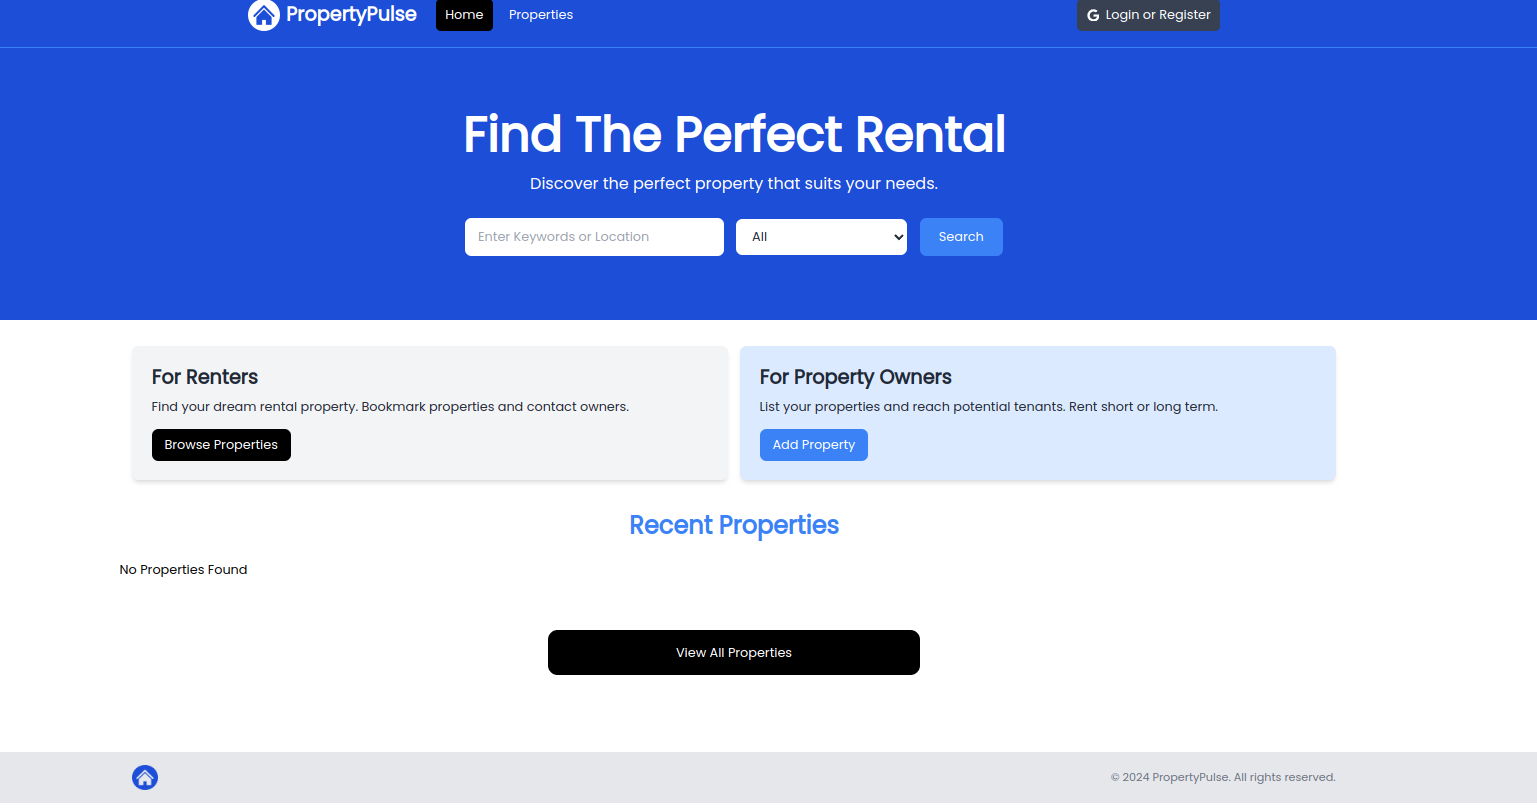 PropertyPulse Home Properties Login or Register
Find The Perfect Rental
Discover the perfect property that suits your needs.
Enter Keywords or Location All Search
For Renters
Find your dream rental property. Bookmark properties and contact owners.
Browse Properties
For Property Owners
List your properties and reach potential tenants. Rent short or long term.
Add Property
Recent Properties
No Properties Found
View All Properties
© 2024 PropertyPulse. All rights reserved.